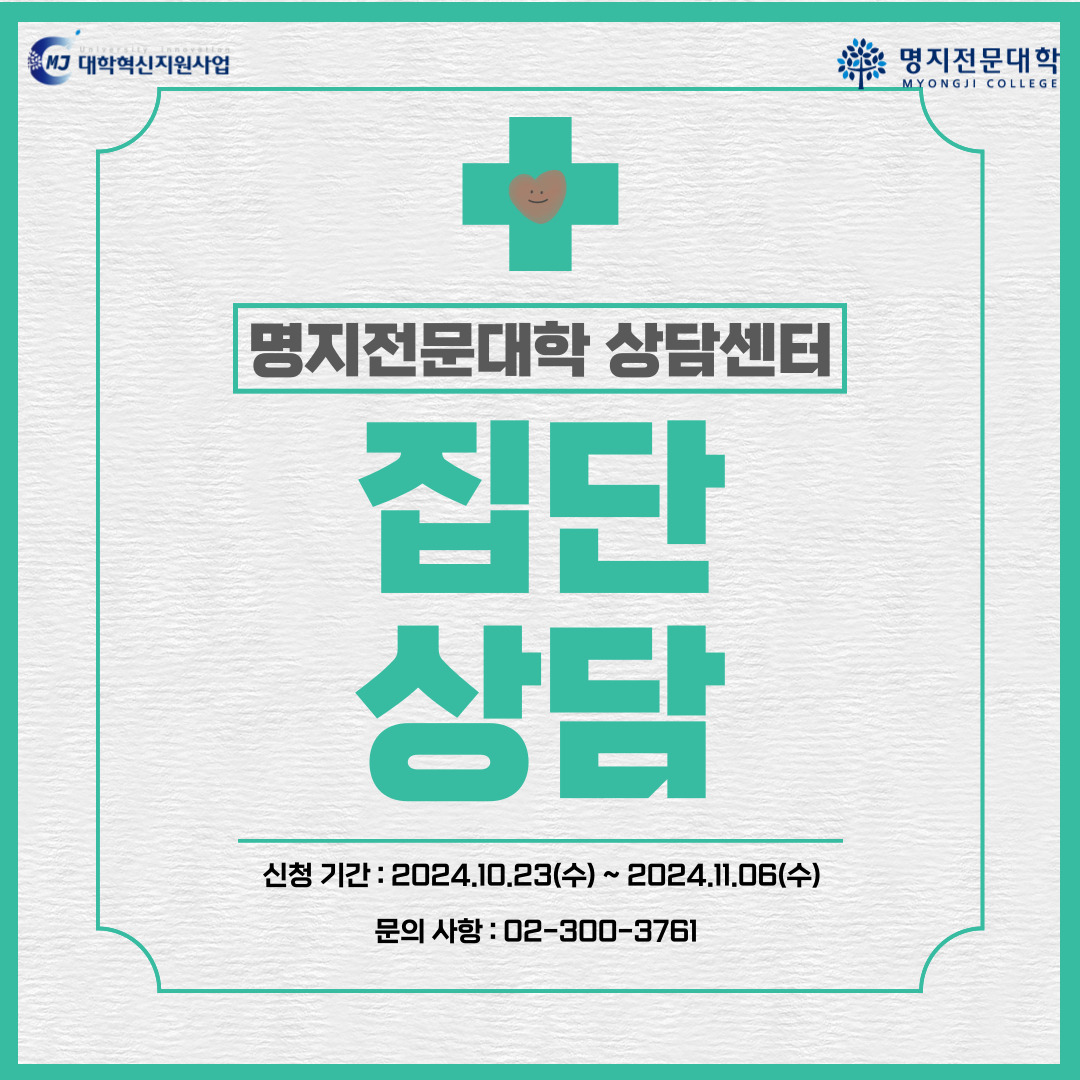 University Innovation
MJ 대학혁신지원사업
명지전문대학
MYONGJI COLLEGE
명지전문대학 상담센터
집단
상담
신청 기간 : 2024.10.23(수) ~ 2024.11.06(수)
문의 사항 : 02-300-3761